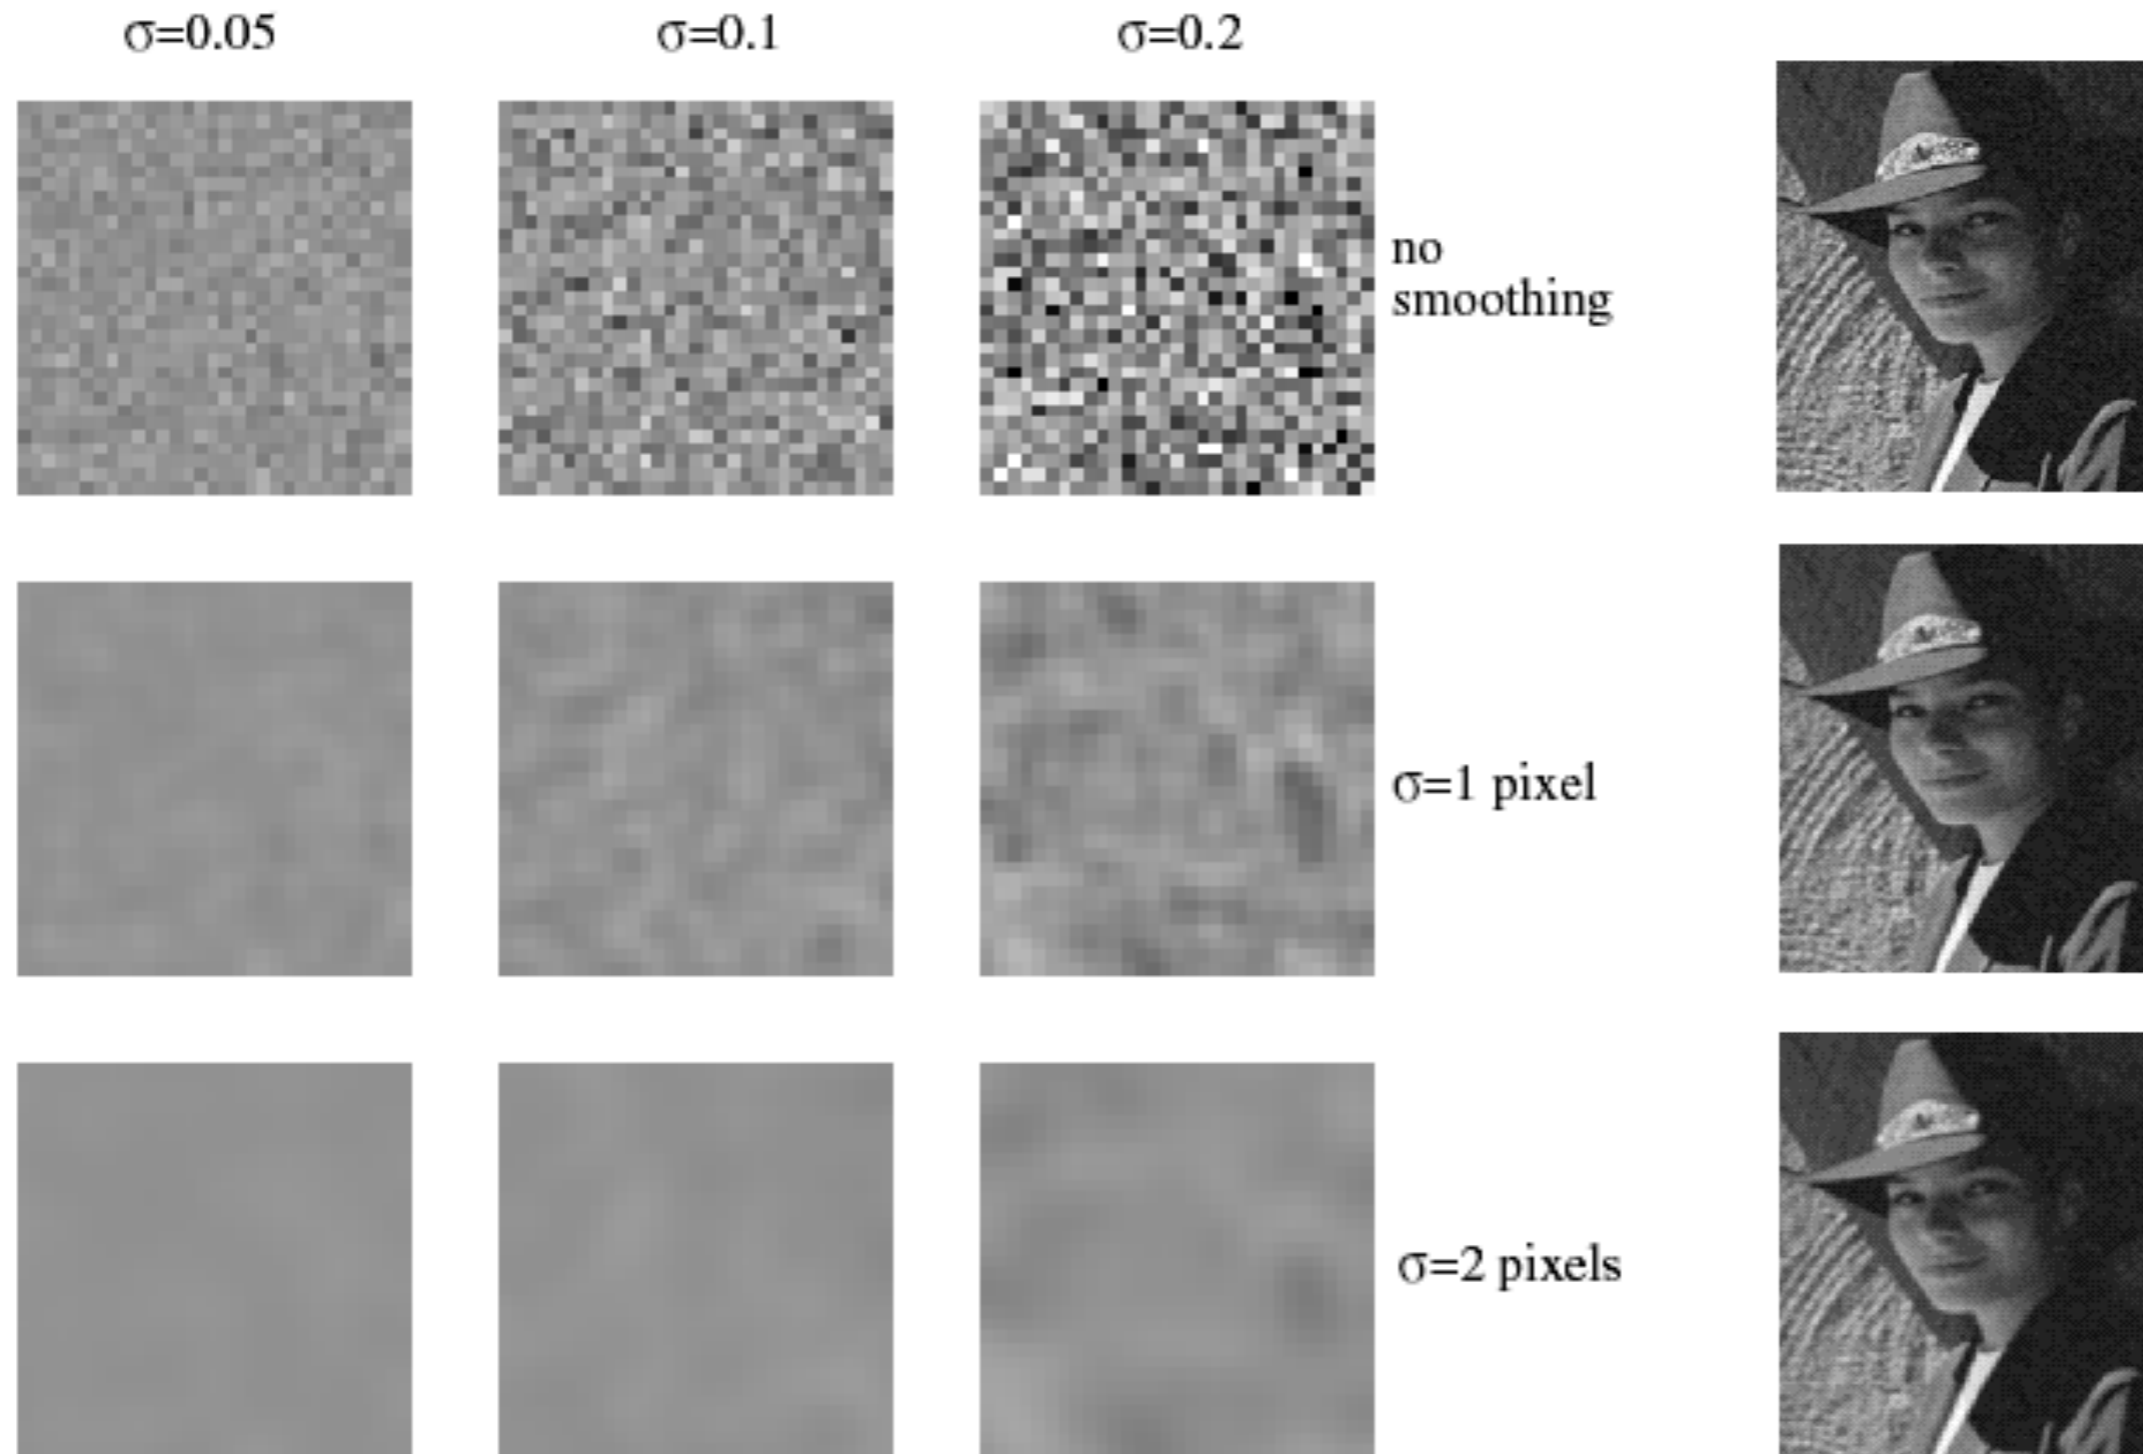 σ=0.05
σ=0.1
σ=0.2
no
smoothing
σ=1 pixel
σ=2 pixels